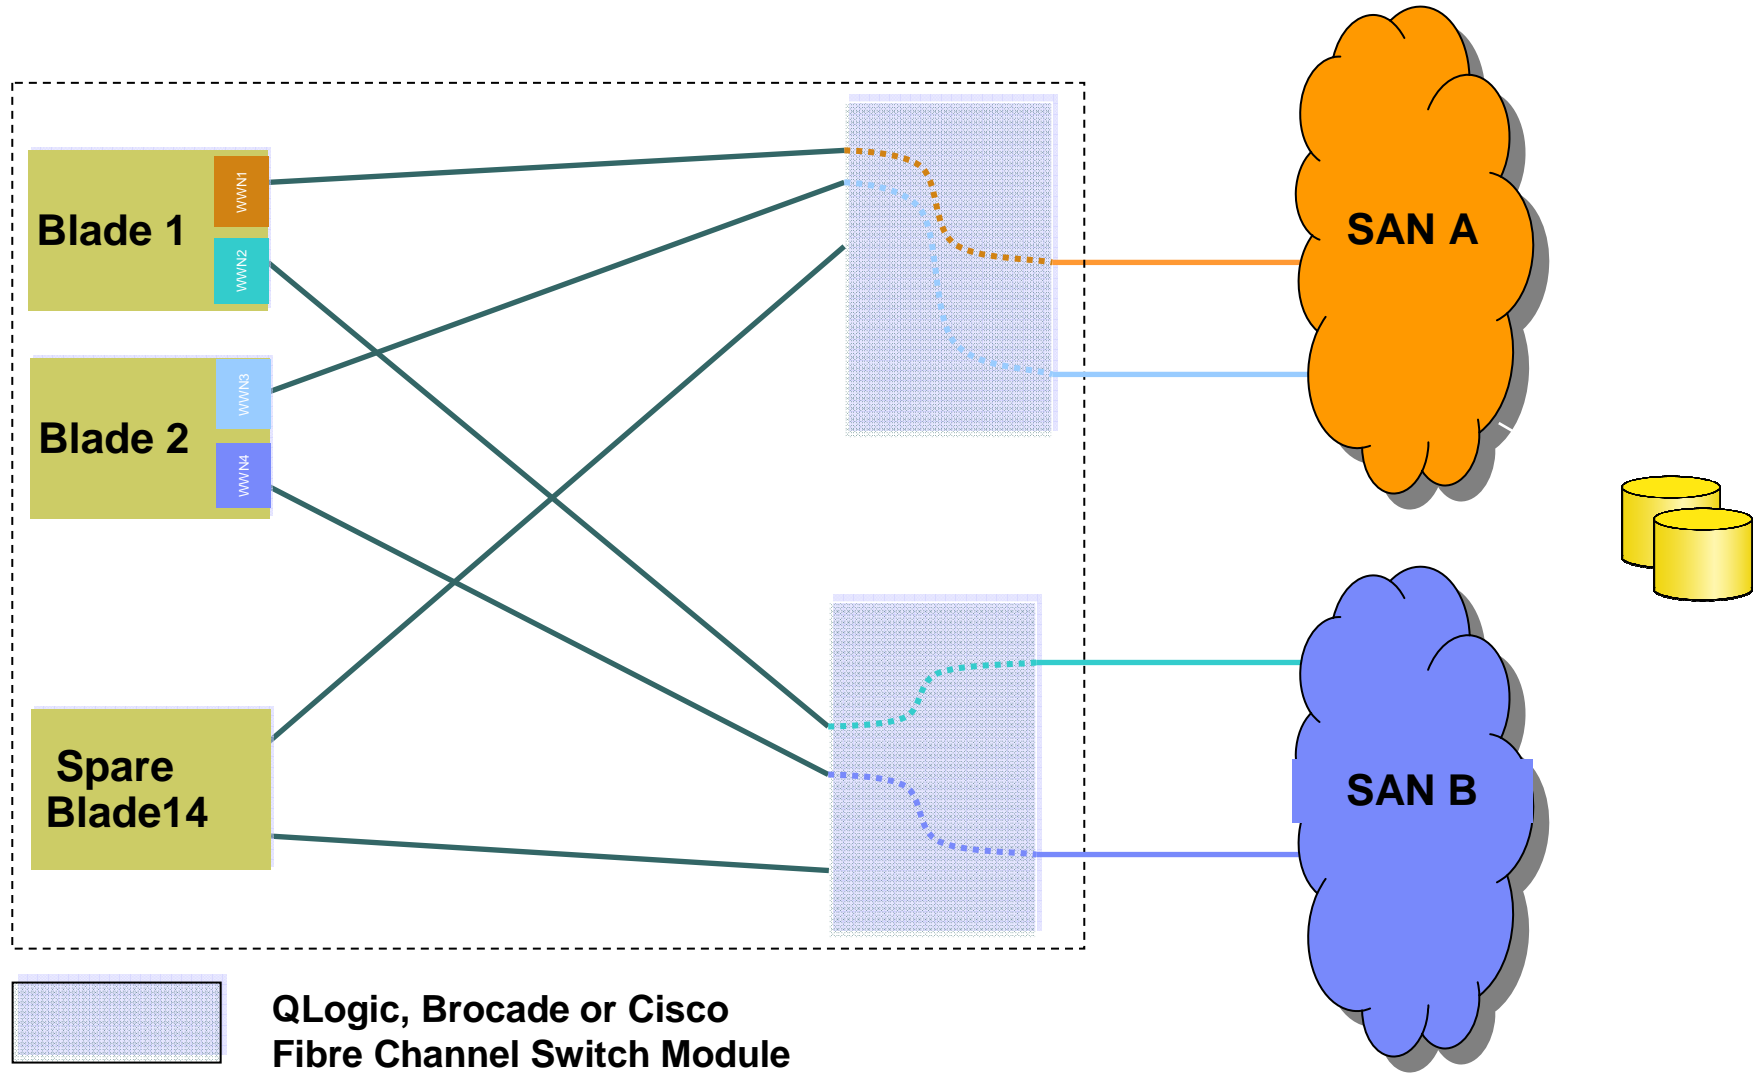 Blade 1
WWN1
WWN2
Blade 2
WWN3
WWN4
Spare
Blade14
SAN A
SAN B
QLogic, Brocade or Cisco
Fibre Channel Switch Module